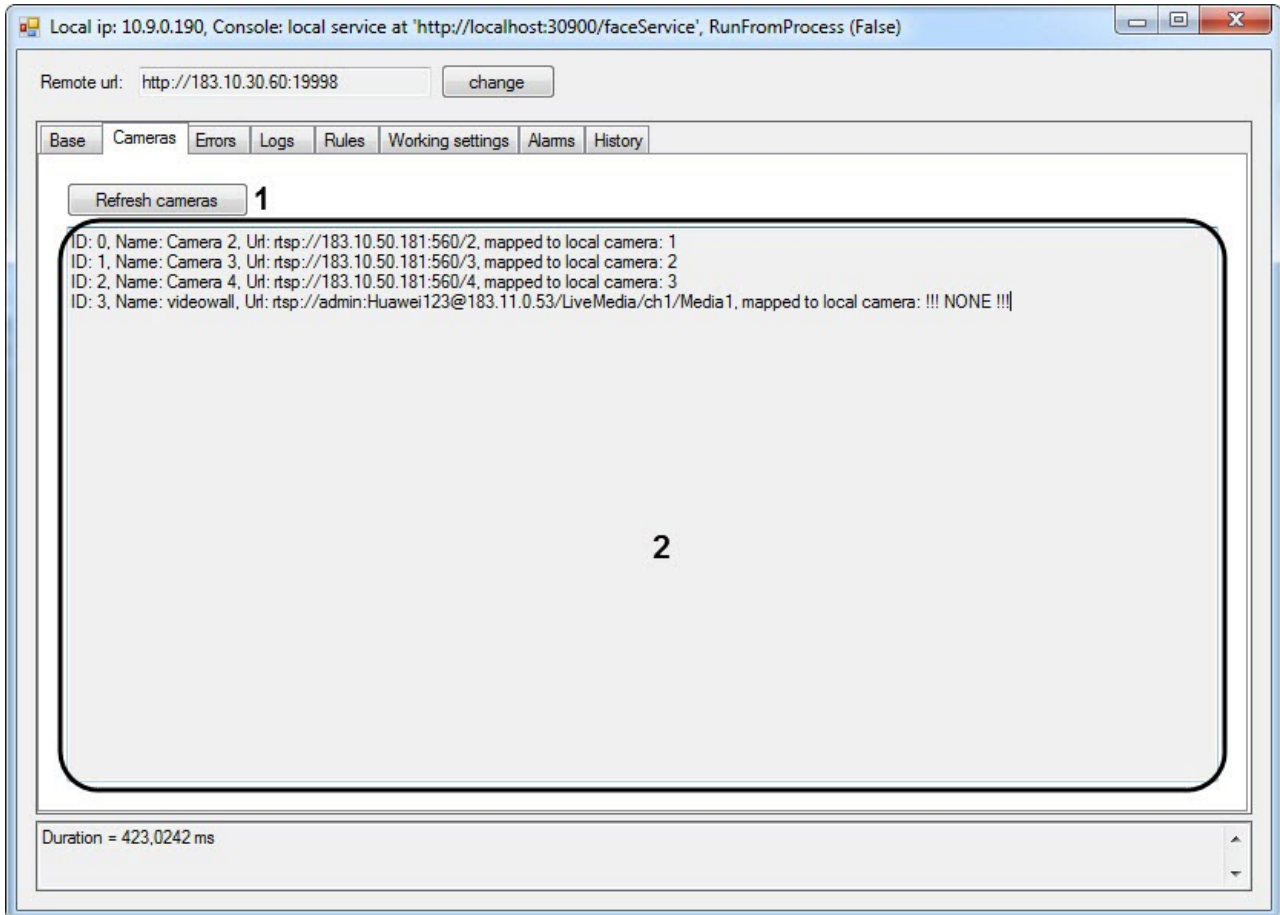 Local ip: 10.9.0.190, Console: local service at 'http://localhost:30900/faceService', RunFromProcess (False)
Remote url: http://183.10.30.60:19998 change
Base Cameras Errors Logs Rules Working settings Alarms History
Refresh cameras 1
ID: 0, Name: Camera 2, Url: rtsp://183.10.50.181:560/2, mapped to local camera: 1
ID: 1, Name: Camera 3, Url: rtsp://183.10.50.181:560/3, mapped to local camera: 2
ID: 2, Name: Camera 4, Url: rtsp://183.10.50.181:560/4, mapped to local camera: 3
ID: 3, Name: videowall, Url: rtsp://admin:Huawei123@183.11.0.53/LiveMedia/ch1/Media1, mapped to local camera: !!! NONE !!!
2
Duration = 423,0242 ms